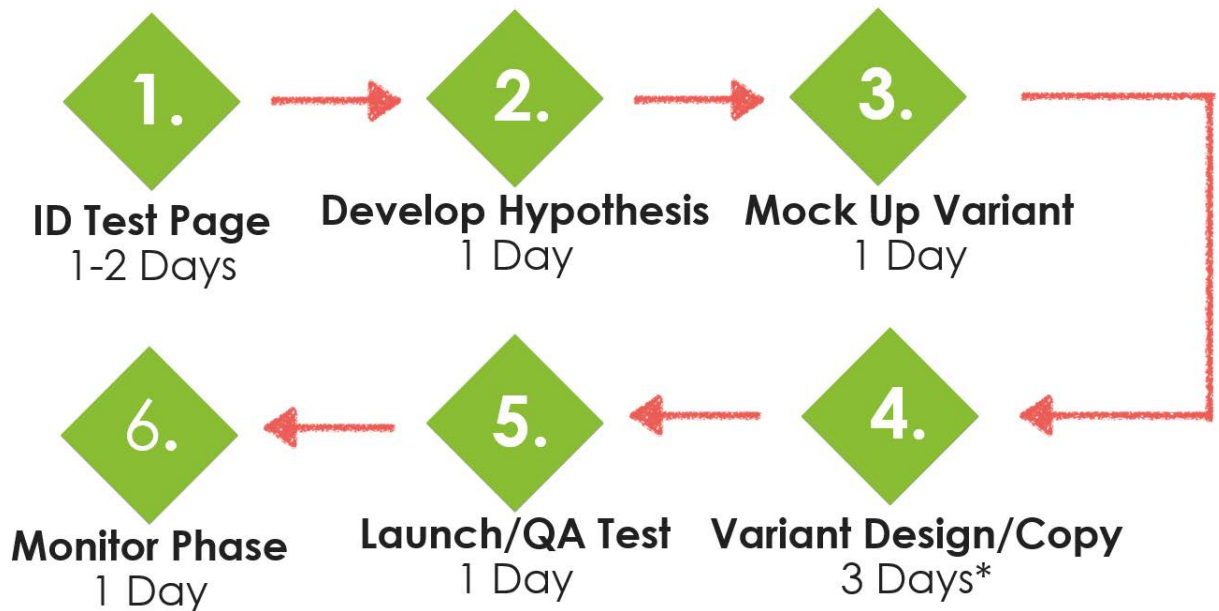 1.
ID Test Page
1-2 Days
2.
Develop Hypothesis
1 Day
3.
Mock Up Variant
1 Day
4.
Variant Design/Copy
3 Days*
5.
Launch/QA Test
1 Day
6.
Monitor Phase
1 Day